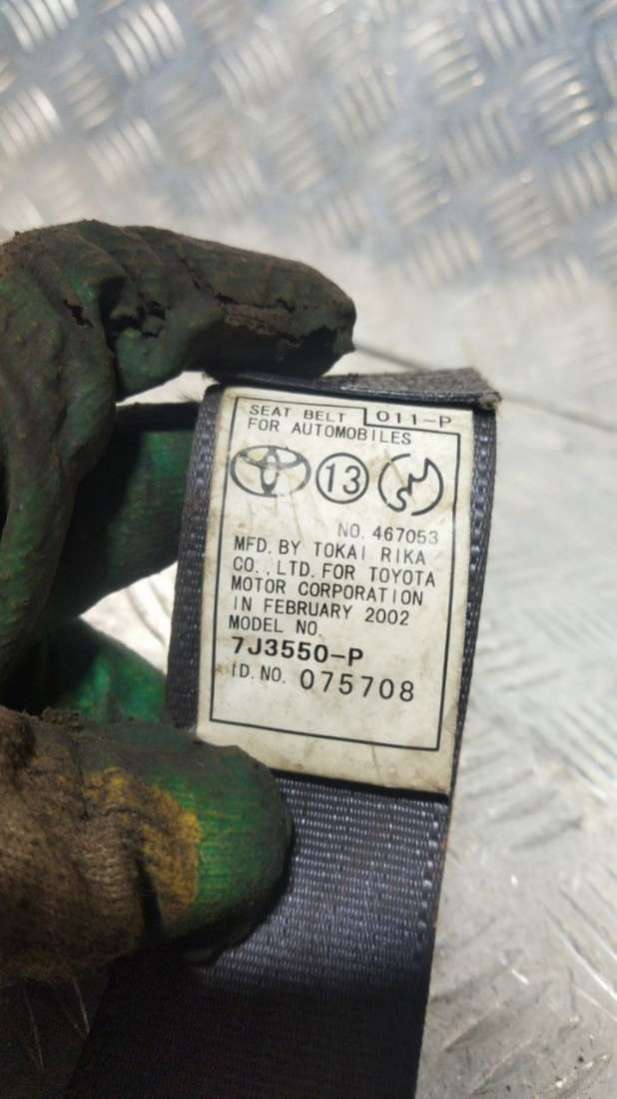 SEAT BELT 011-P
FOR AUTOMOBILES
13
NO. 467053
MFD. BY TOKAI RIKA
CO., LTD. FOR TOYOTA
MOTOR CORPORATION
IN FEBRUARY 2002
MODEL NO.
7J3550-P
ID. NO. 075708